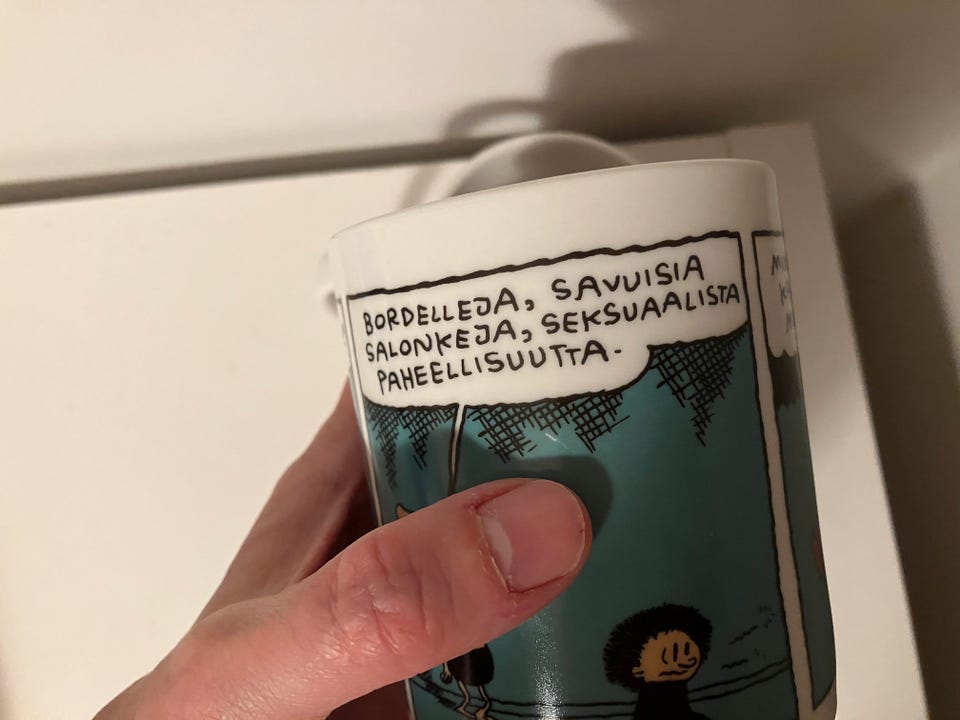 BORDELLEJA, SAVUISIA
SALONKEJA, SEKSUAALISTA
PAHEELLISUUTTA.